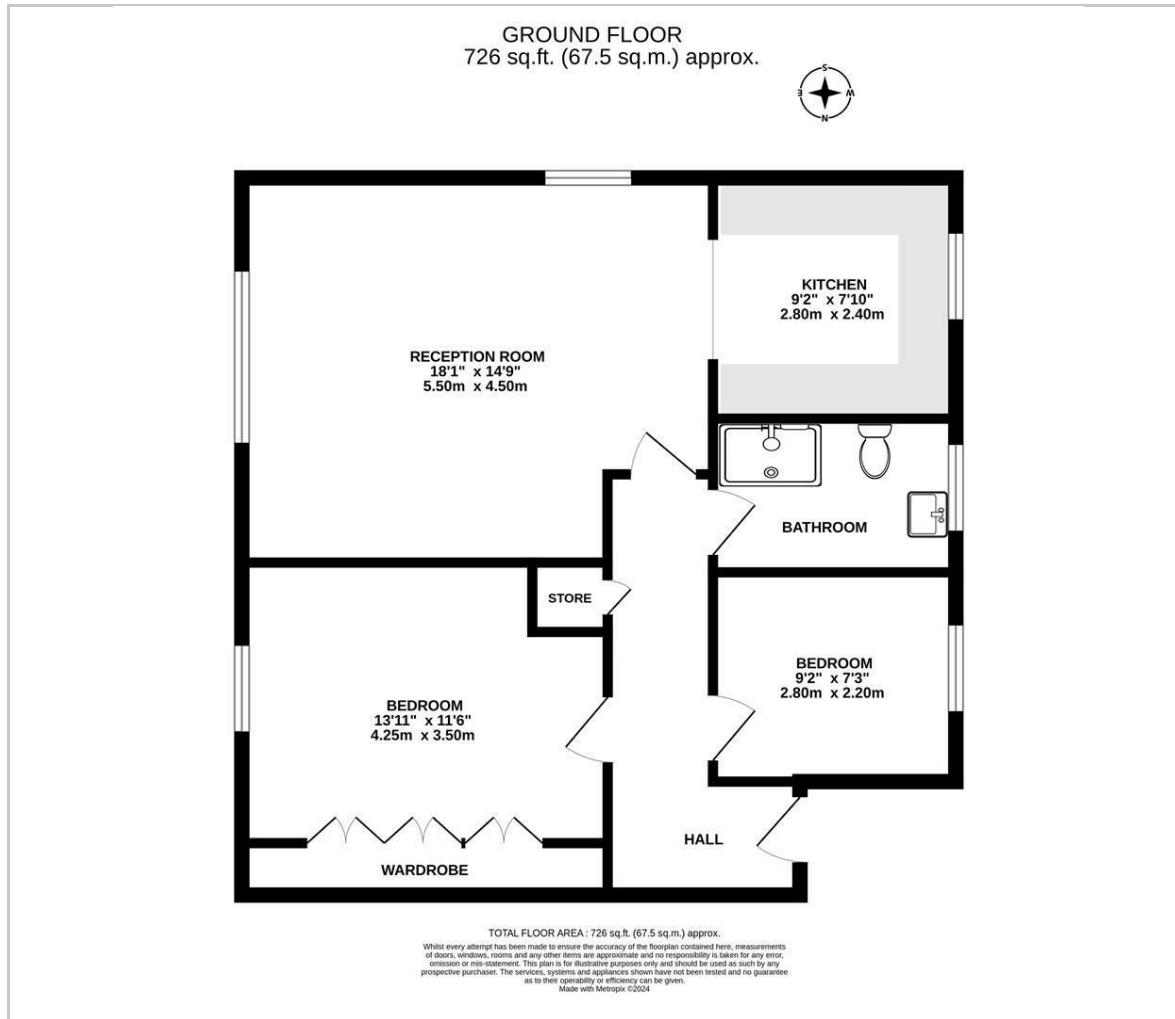 GROUND FLOOR
726 sq.ft. (67.5 sq.m.) approx.
S
E
W
N
KITCHEN
9'2" x 7'10"
2.80m x 2.40m
RECEPTION ROOM
18'1" x 14'9"
5.50m x 4.50m
BATHROOM
STORE
BEDROOM
9'2" x 7'3"
2.80m x 2.20m
BEDROOM
13'11" x 11'6"
4.25m x 3.50m
HALL
WARDROBE
TOTAL FLOOR AREA : 726 sq.ft. (67.5 sq.m.) approx.
Whilst every attempt has been made to ensure the accuracy of the floorplan contained here, measurements
of doors, windows, rooms and any other items are approximate and no responsibility is taken for any error,
omission or mis-statement. This plan is for illustrative purposes only and should be used as such by any
prospective purchaser. The services, systems and appliances shown have not been tested and no guarantee
as to their operability or efficiency can be given.
Made with Metropix ©2024